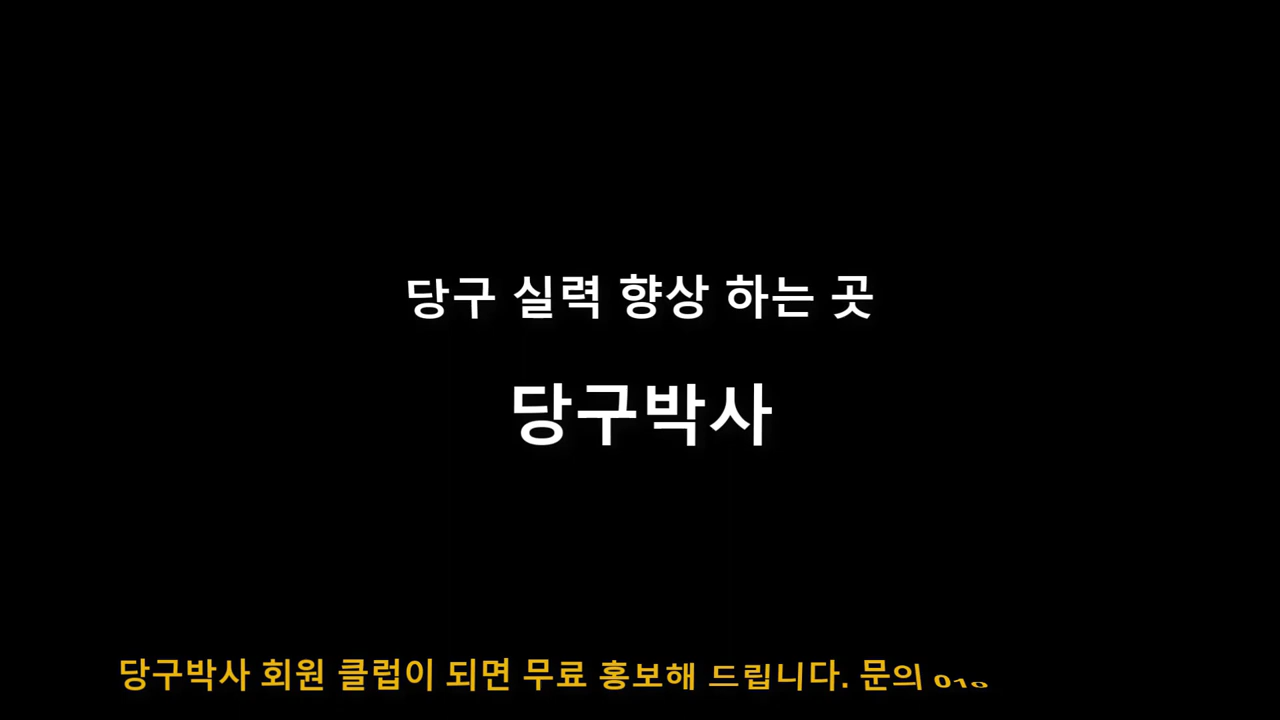 당구 실력 향상 하는 곳
당구박사
당구박사 회원 클럽이 되면 무료 홍보해 드립니다. 문의